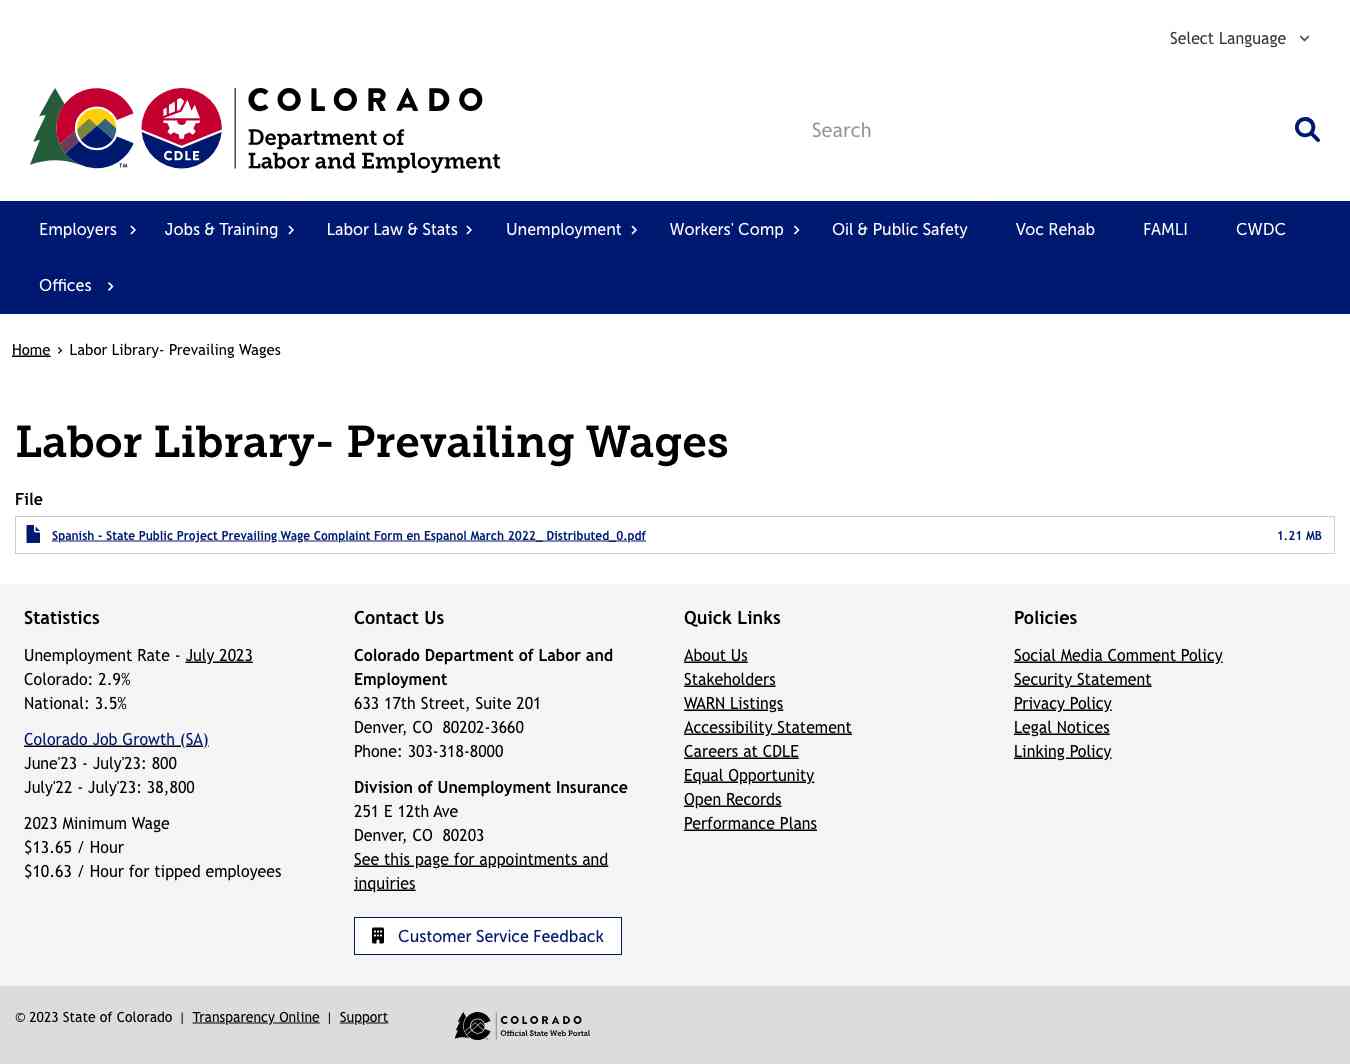 Select Language
COLORADO
Department of
Labor and Employment
CDLE
TM
Search
Employers
Jobs & Training
Labor Law & Stats
Unemployment
Workers' Comp
Oil & Public Safety
Voc Rehab
FAMLI
CWDC
Offices
Home › Labor Library- Prevailing Wages
Labor Library- Prevailing Wages
File
Spanish - State Public Project Prevailing Wage Complaint Form en Espanol March 2022_ Distributed_0.pdf 1.21 MB
Statistics
Unemployment Rate - July 2023
Colorado: 2.9%
National: 3.5%
Colorado Job Growth (SA)
June'23 - July'23: 800
July'22 - July'23: 38,800
2023 Minimum Wage
$13.65 / Hour
$10.63 / Hour for tipped employees
Contact Us
Colorado Department of Labor and
Employment
633 17th Street, Suite 201
Denver, CO 80202-3660
Phone: 303-318-8000
Division of Unemployment Insurance
251 E 12th Ave
Denver, CO 80203
See this page for appointments and
inquiries
Customer Service Feedback
Quick Links
About Us
Stakeholders
WARN Listings
Accessibility Statement
Careers at CDLE
Equal Opportunity
Open Records
Performance Plans
Policies
Social Media Comment Policy
Security Statement
Privacy Policy
Legal Notices
Linking Policy
© 2023 State of Colorado | Transparency Online | Support
COLORADO
Official State Web Portal